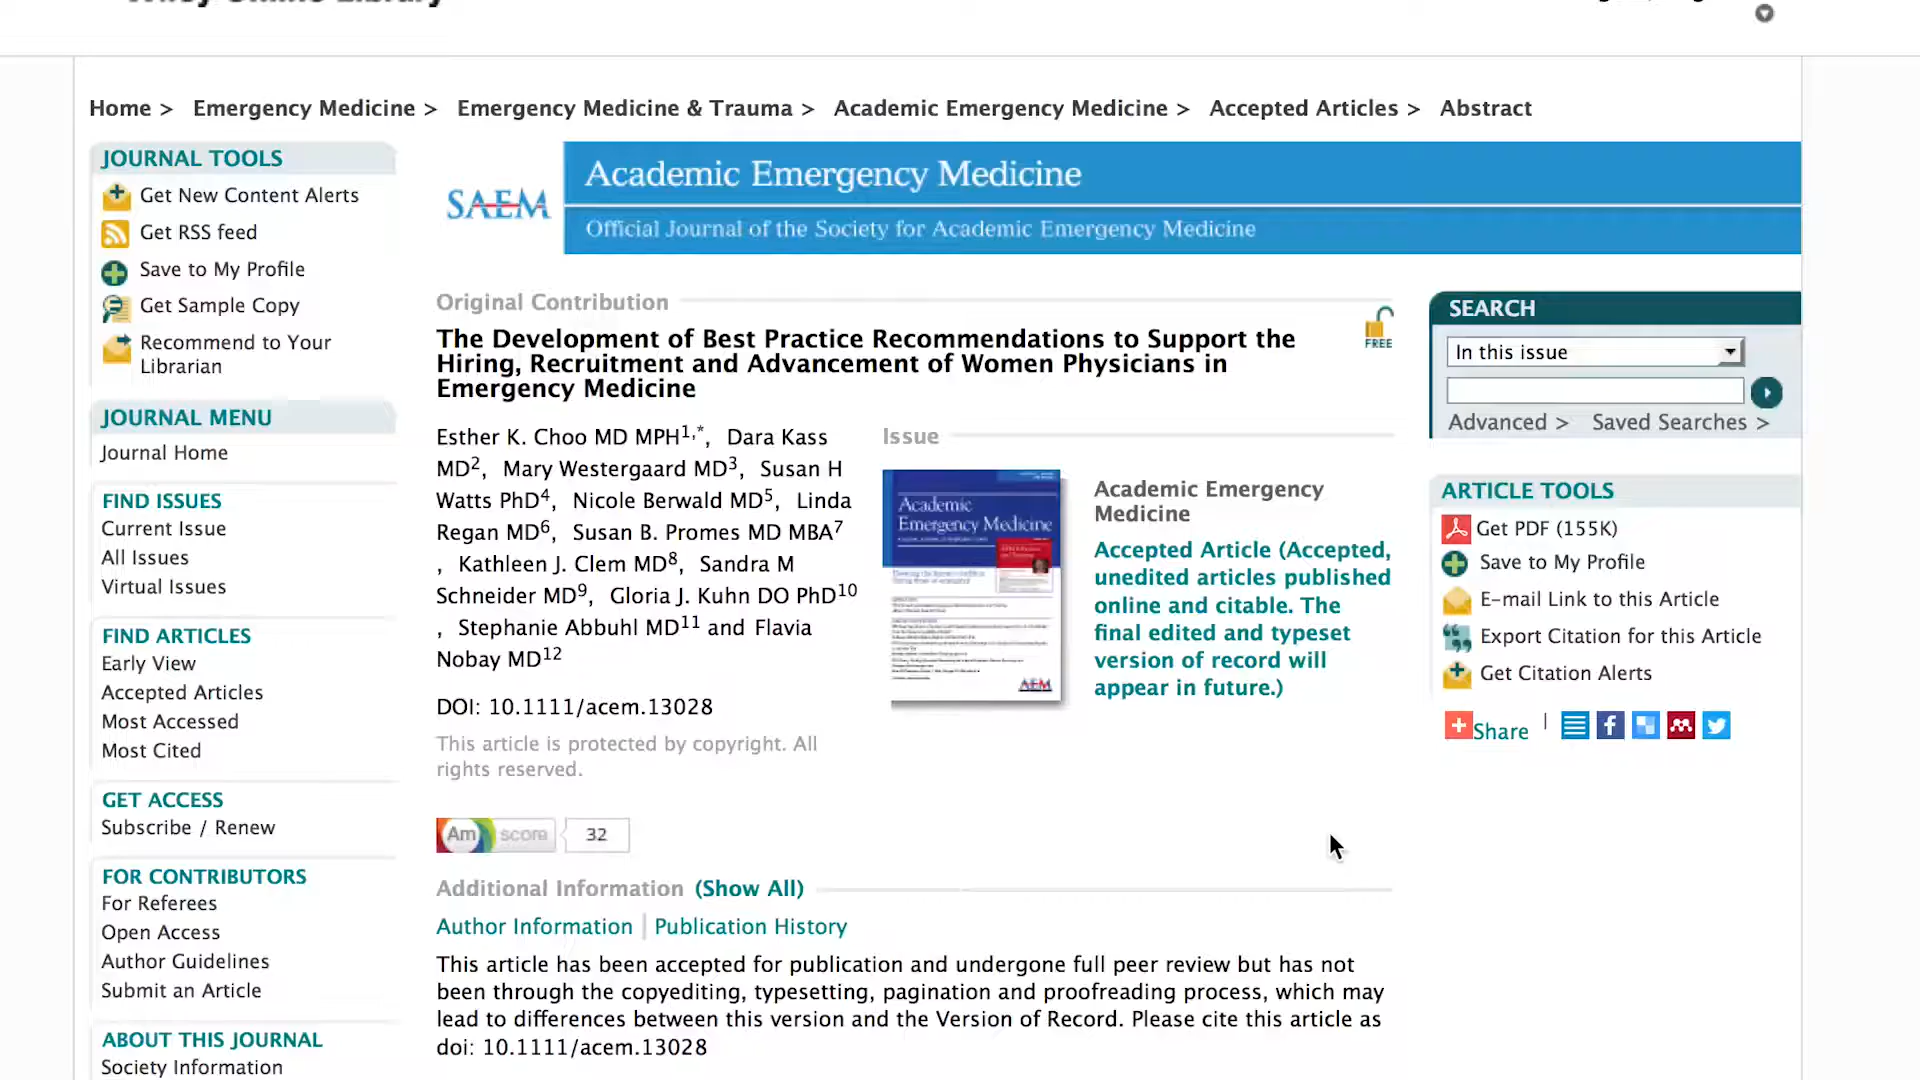 Wiley Online Library
Home > Emergency Medicine > Emergency Medicine & Trauma > Academic Emergency Medicine > Accepted Articles > Abstract
JOURNAL TOOLS
Get New Content Alerts
Get RSS feed
Save to My Profile
Get Sample Copy
Recommend to Your
Librarian
JOURNAL MENU
Journal Home
FIND ISSUES
Current Issue
All Issues
Virtual Issues
FIND ARTICLES
Early View
Accepted Articles
Most Accessed
Most Cited
GET ACCESS
Subscribe / Renew
FOR CONTRIBUTORS
For Referees
Open Access
Author Guidelines
Submit an Article
ABOUT THIS JOURNAL
Society Information
SAEM
Academic Emergency Medicine
Official Journal of the Society for Academic Emergency Medicine
Original Contribution
The Development of Best Practice Recommendations to Support the
Hiring, Recruitment and Advancement of Women Physicians in
Emergency Medicine
FREE
Esther K. Choo MD MPH1,*, Dara Kass
MD2, Mary Westergaard MD3, Susan H
Watts PhD4, Nicole Berwald MD5, Linda
Regan MD6, Susan B. Promes MD MBA7
, Kathleen J. Clem MD8, Sandra M
Schneider MD9, Gloria J. Kuhn DO PhD10
, Stephanie Abbuhl MD11 and Flavia
Nobay MD12
DOI: 10.1111/acem.13028
This article is protected by copyright. All
rights reserved.
Issue
Academic
Emergency Medicine
AEM
Academic Emergency
Medicine
Accepted Article (Accepted,
unedited articles published
online and citable. The
final edited and typeset
version of record will
appear in future.)
Am score 32
Additional Information (Show All)
Author Information | Publication History
This article has been accepted for publication and undergone full peer review but has not
been through the copyediting, typesetting, pagination and proofreading process, which may
lead to differences between this version and the Version of Record. Please cite this article as
doi: 10.1111/acem.13028
SEARCH
In this issue
Advanced > Saved Searches >
ARTICLE TOOLS
Get PDF (155K)
Save to My Profile
E-mail Link to this Article
Export Citation for this Article
Get Citation Alerts
Share